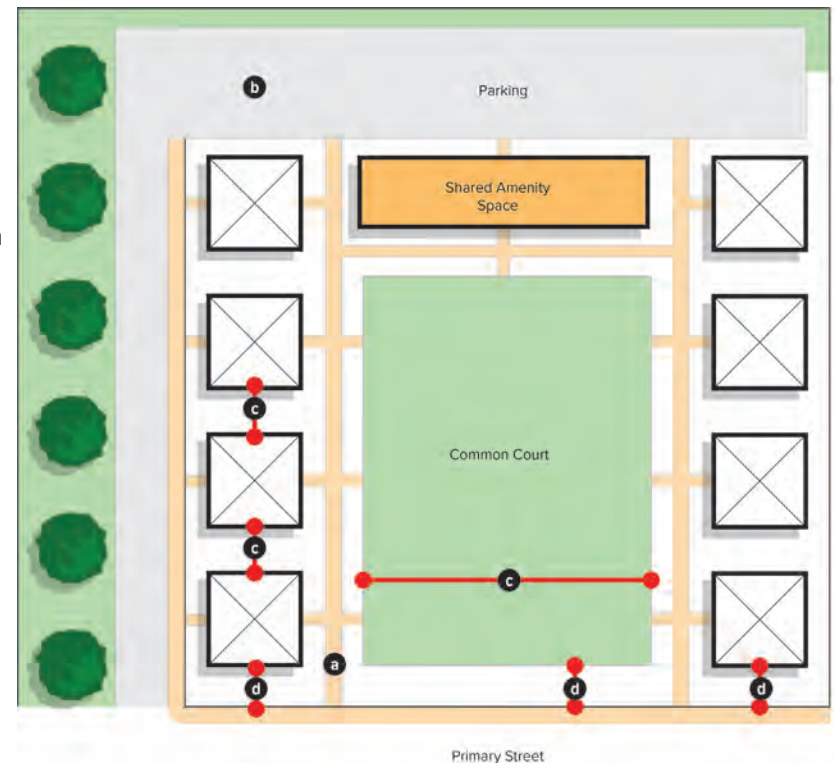 b
Parking
Shared Amenity
Space
c
Common Court
c
c
a
d
d
d
Primary Street